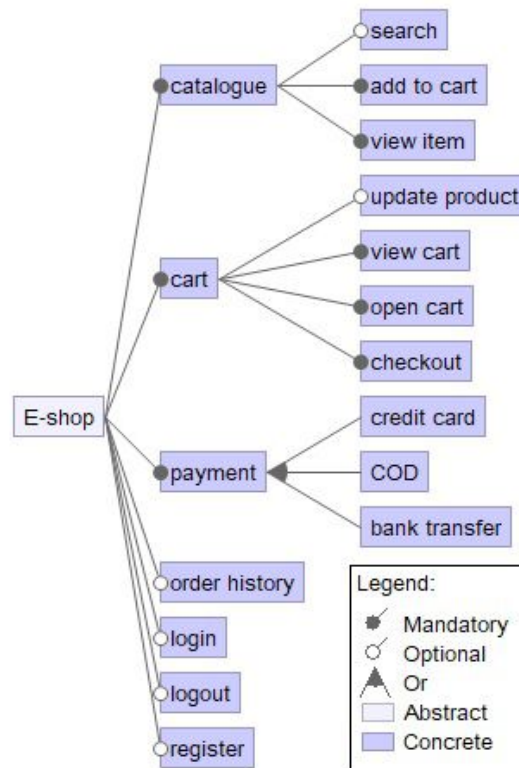 search
catalogue
add to cart
view item
update product
view cart
cart
open cart
checkout
E-shop
credit card
payment
COD
bank transfer
order history
login
logout
register
Legend:
Mandatory
Optional
Or
Abstract
Concrete